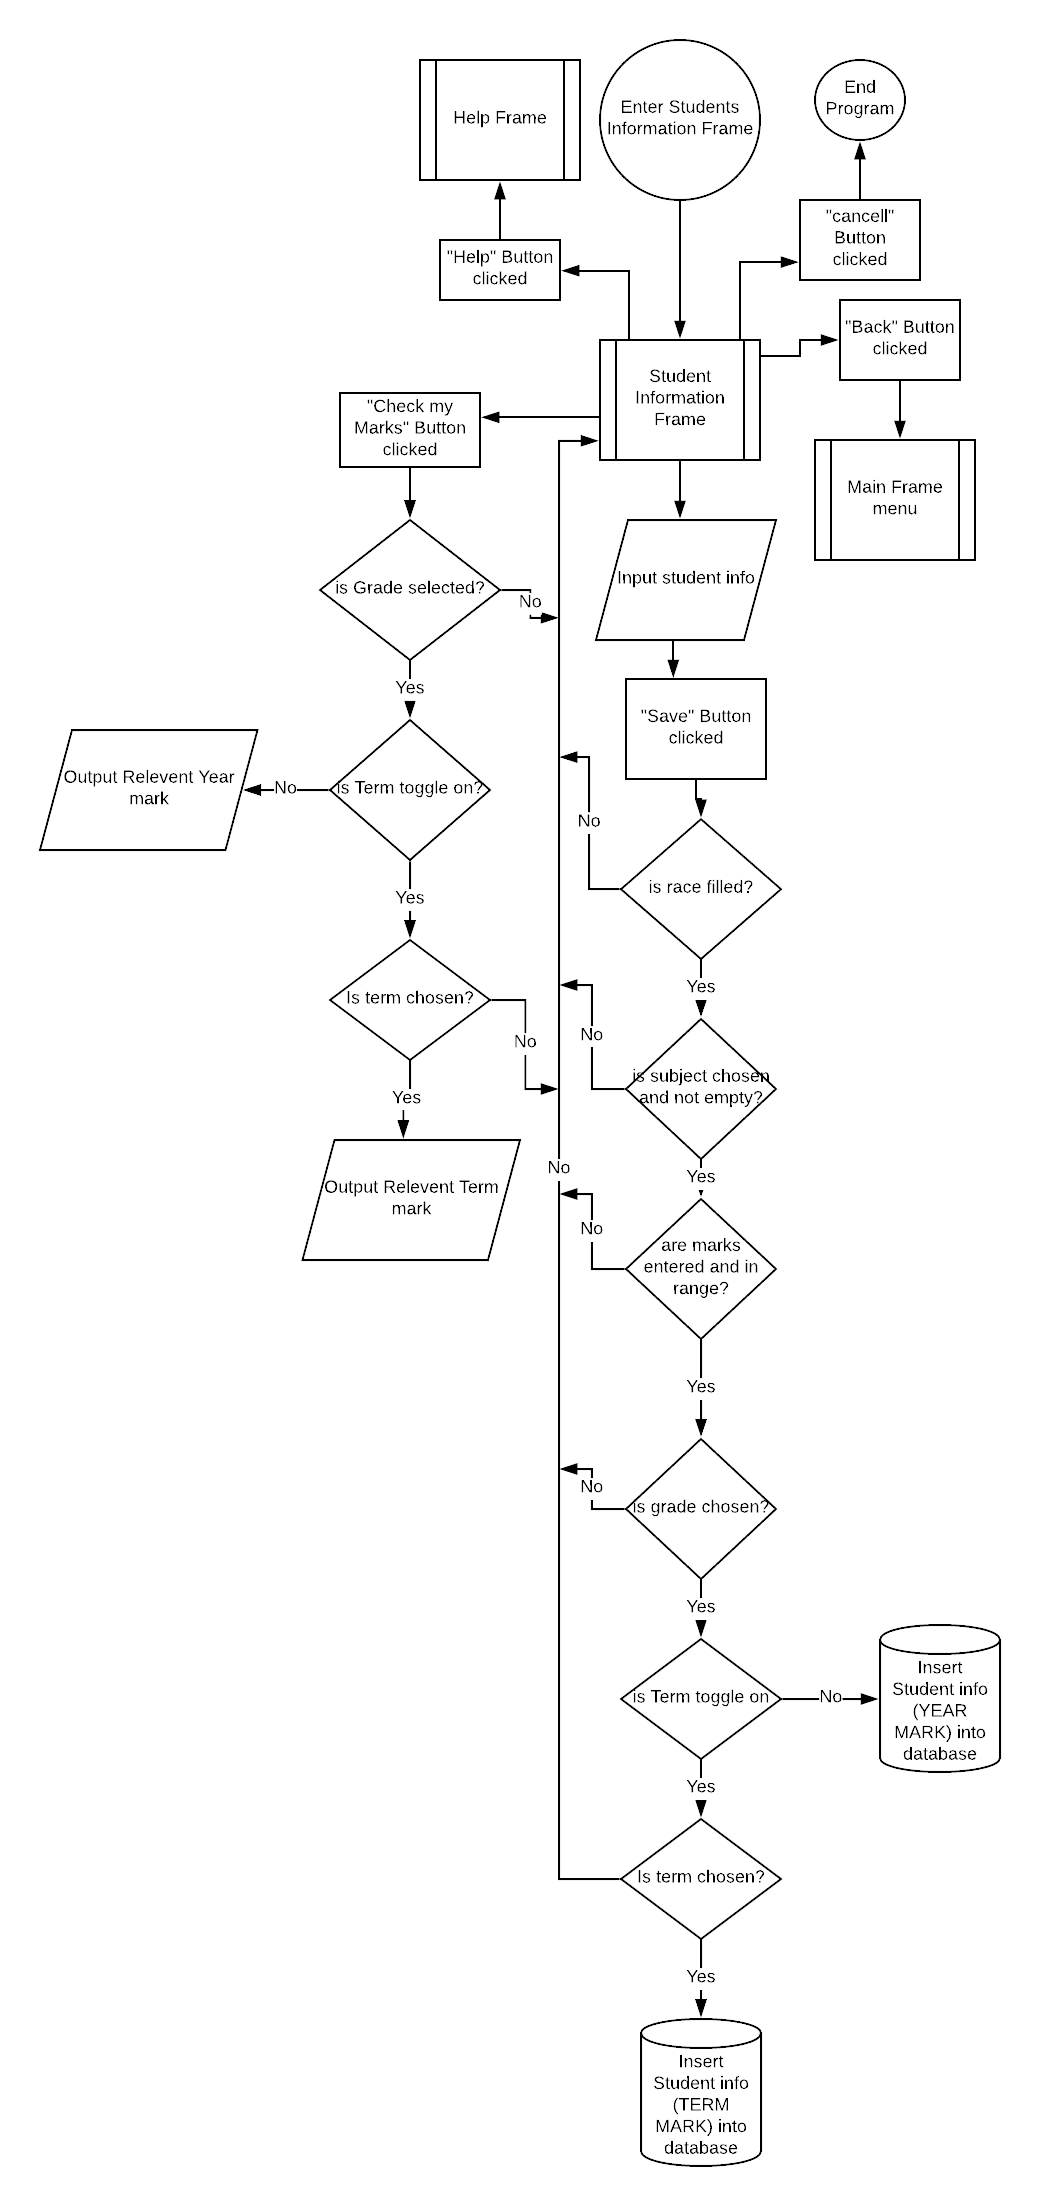 Help Frame
Enter Students
Information Frame
End
Program
"Help" Button
clicked
"cancell"
Button
clicked
"Back" Button
clicked
Student
Information
Frame
"Check my
Marks" Button
clicked
Main Frame
menu
is Grade selected?
No
Input student info
Yes
"Save" Button
clicked
Output Relevent Year
mark
No
is Term toggle on?
No
is race filled?
Yes
Is term chosen?
No
Yes
No
is subject chosen
and not empty?
Yes
Yes
Output Relevent Term
mark
No
No
are marks
entered and in
range?
Yes
No
is grade chosen?
Yes
is Term toggle on
No
Insert
Student info
(YEAR
MARK) into
database
Yes
Is term chosen?
Yes
Insert
Student info
(TERM
MARK) into
database